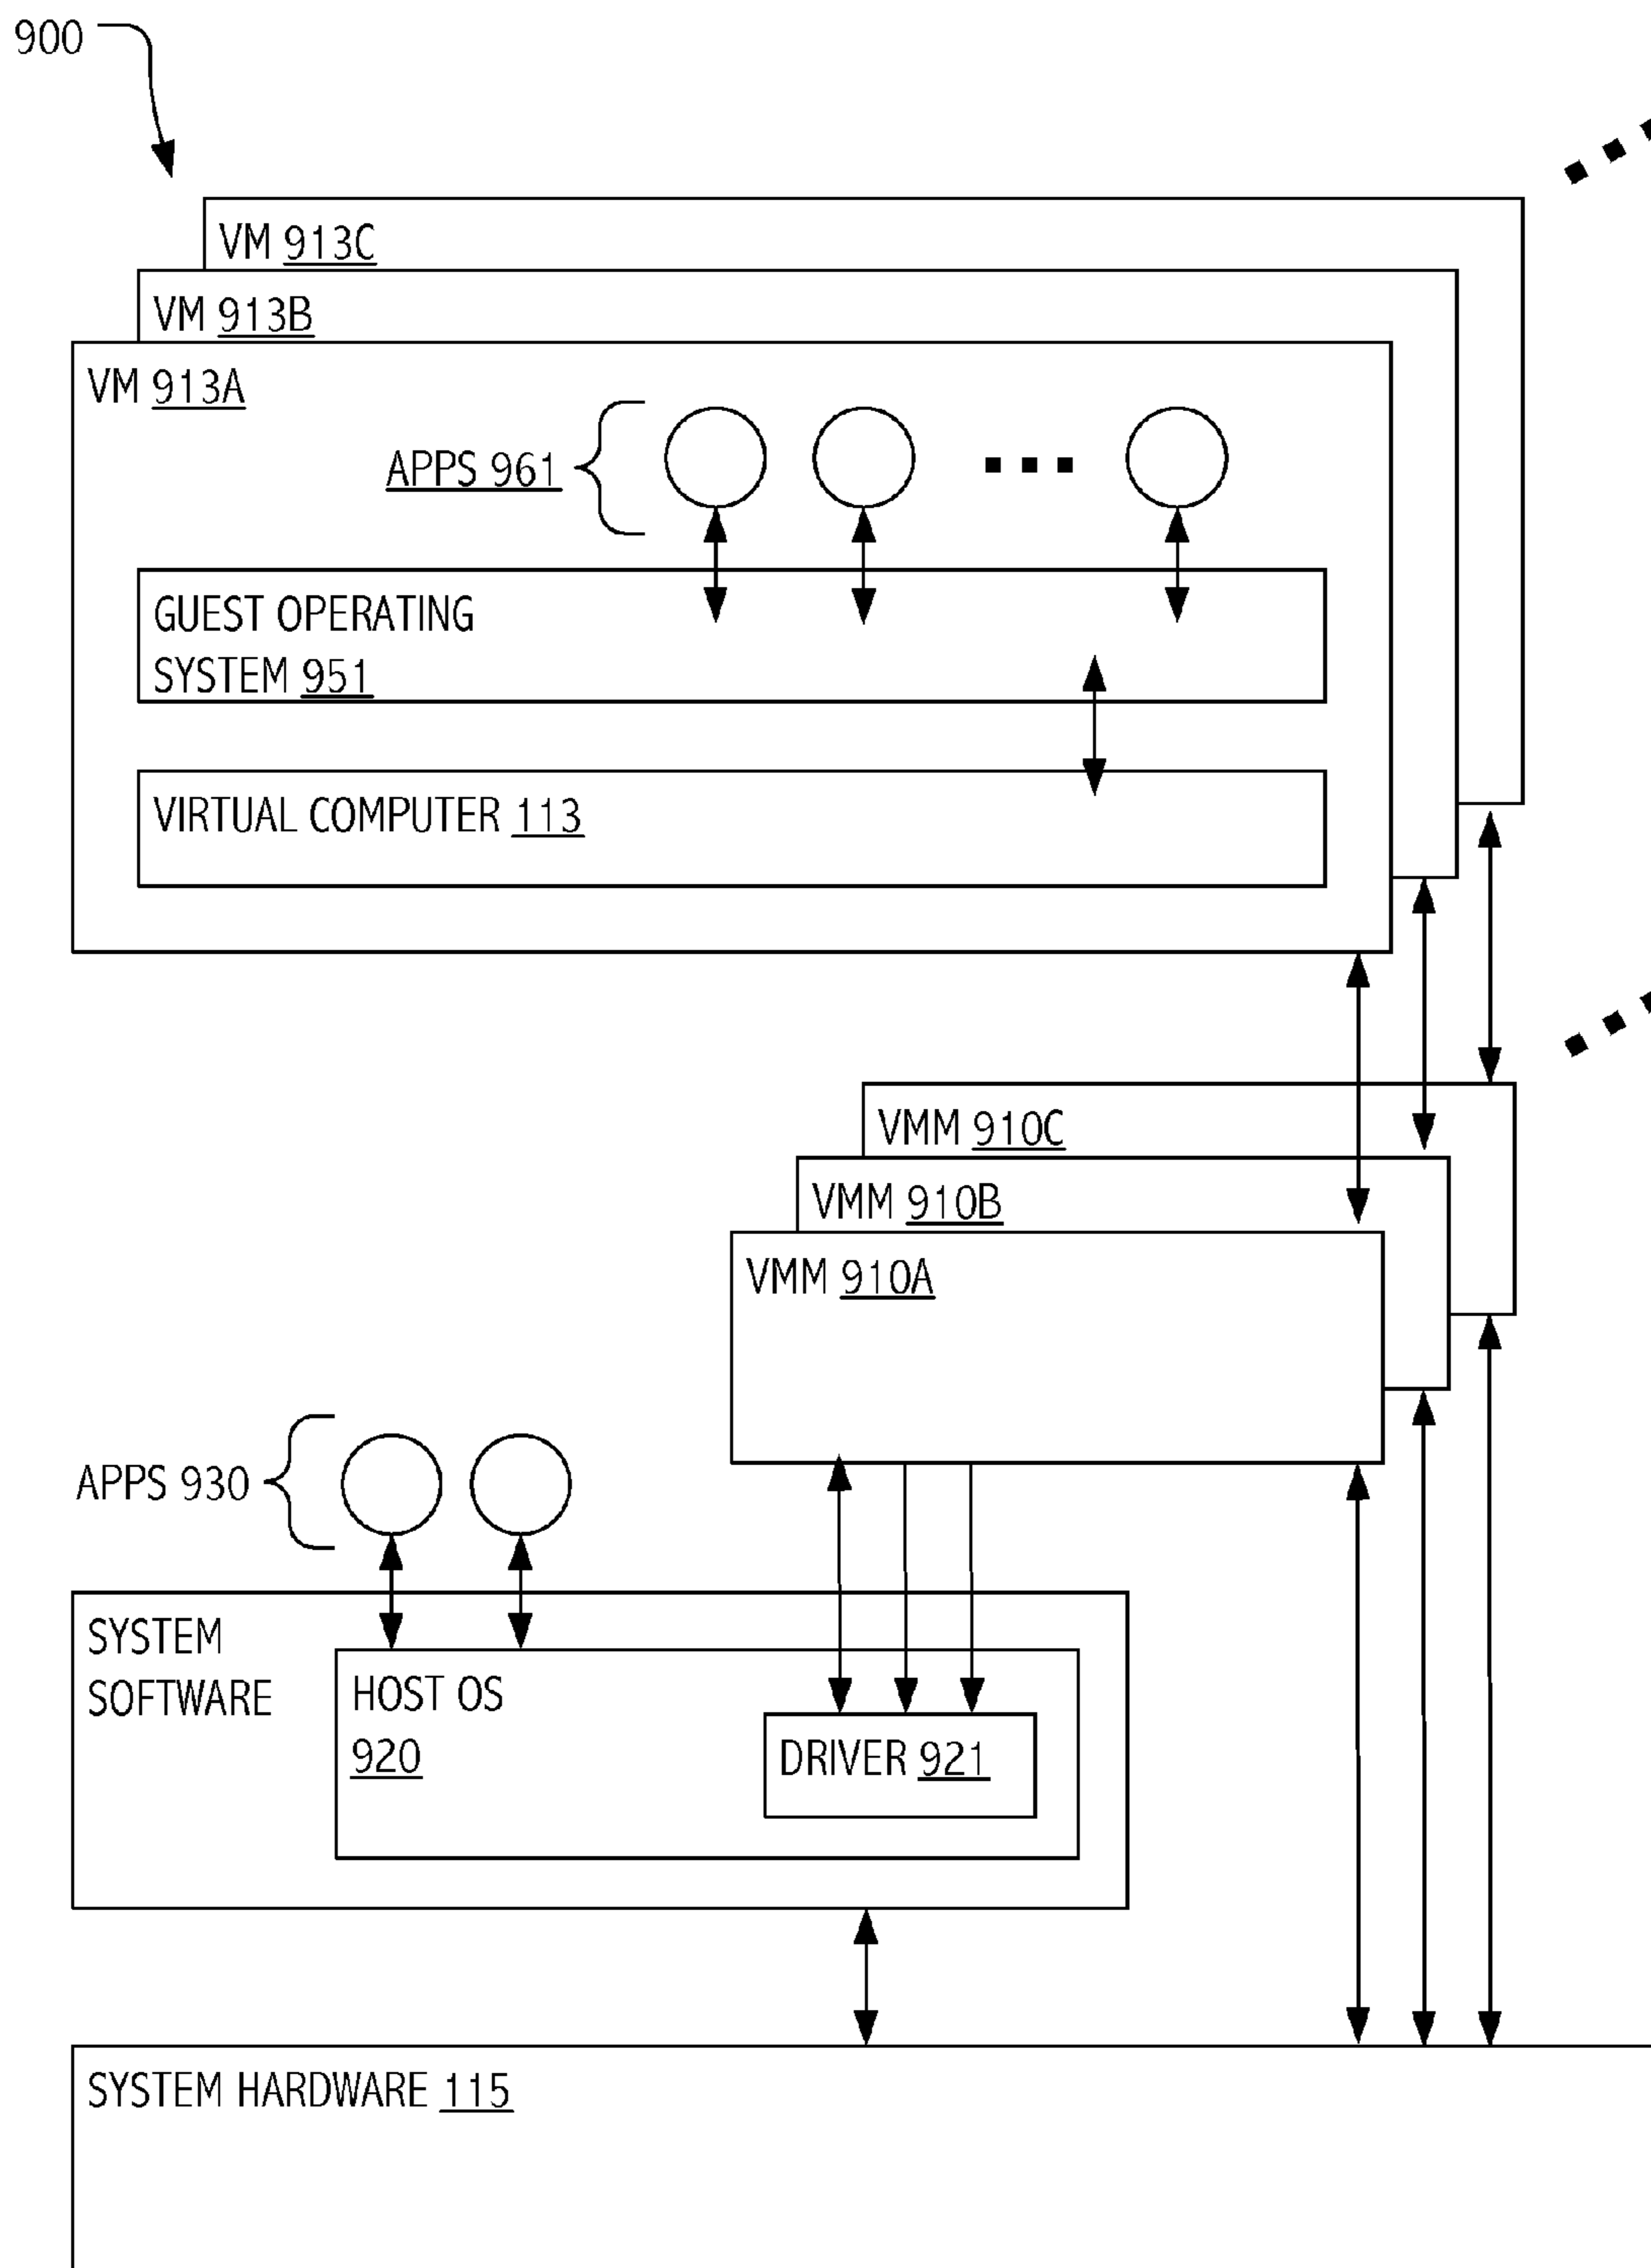 900
VM 913C
VM 913B
VM 913A
APPS 961
GUEST OPERATING
SYSTEM 951
VIRTUAL COMPUTER 113
VMM 910C
VMM 910B
VMM 910A
APPS 930
SYSTEM
SOFTWARE
HOST OS
920
DRIVER 921
SYSTEM HARDWARE 115